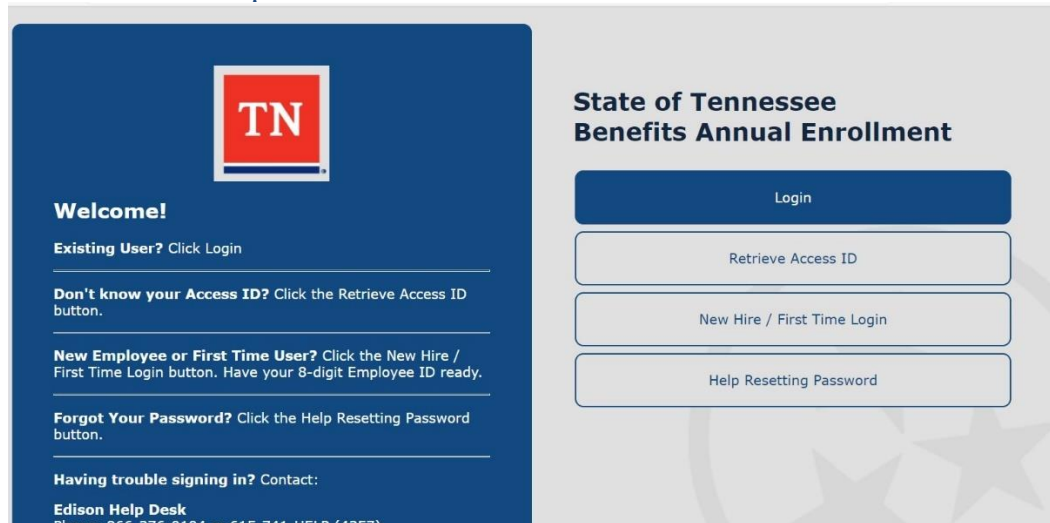 TN
Welcome!
Existing User? Click Login
Don't know your Access ID? Click the Retrieve Access ID
button.
New Employee or First Time User? Click the New Hire /
First Time Login button. Have your 8-digit Employee ID ready.
Forgot Your Password? Click the Help Resetting Password
button.
Having trouble signing in? Contact:
Edison Help Desk
State of Tennessee
Benefits Annual Enrollment
Login
Retrieve Access ID
New Hire / First Time Login
Help Resetting Password